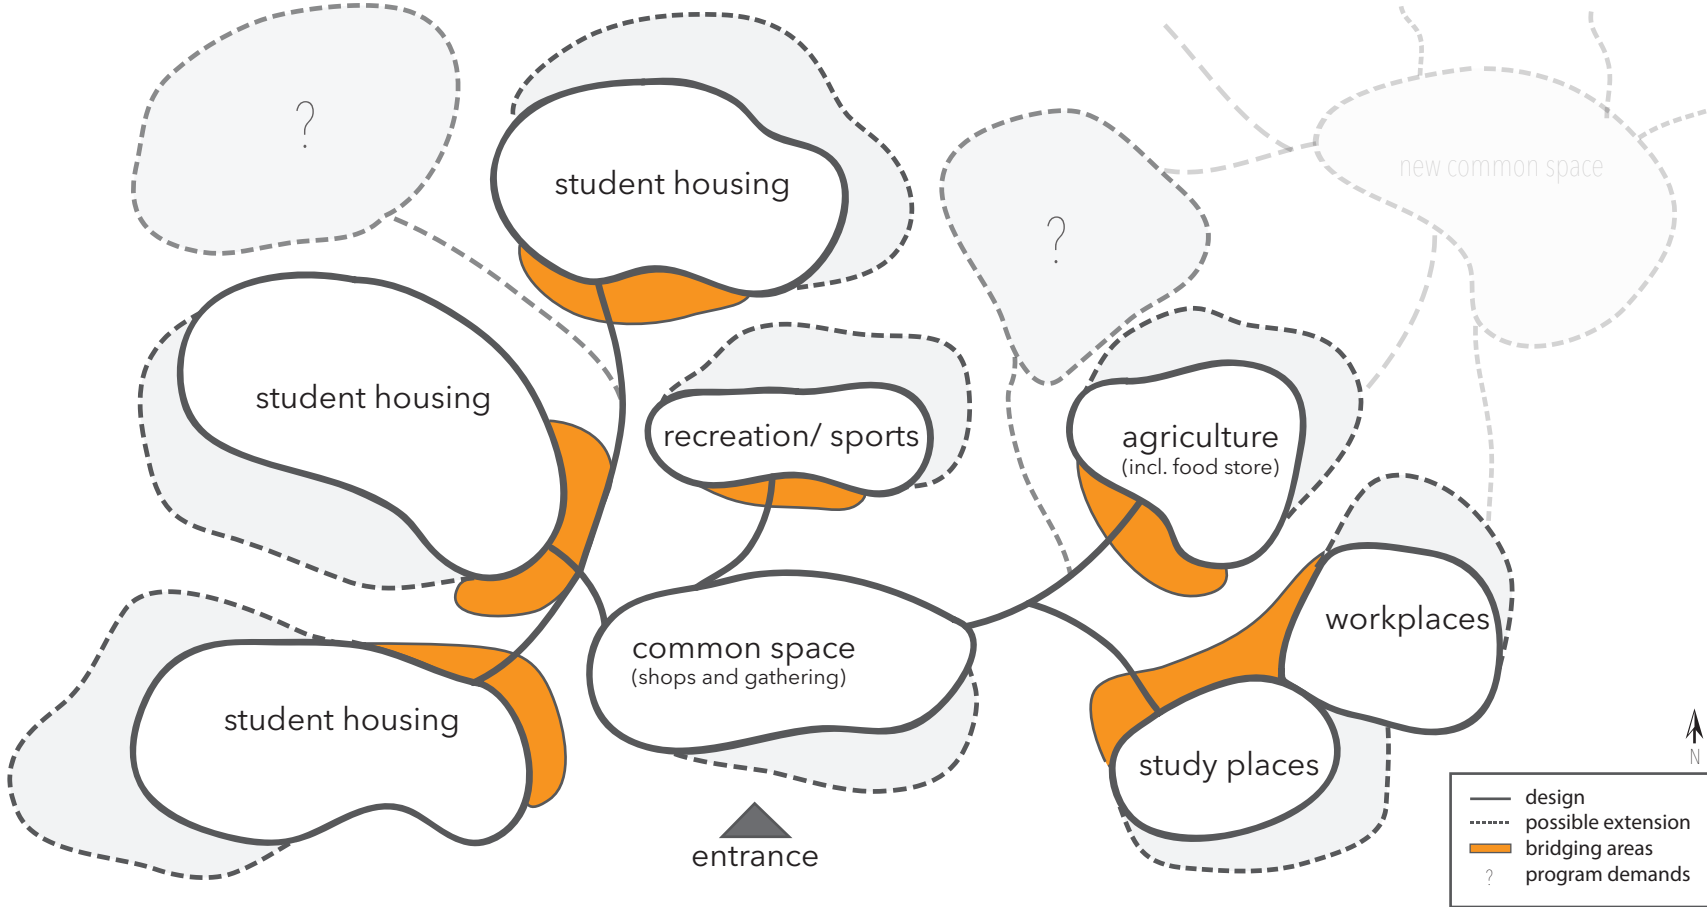 ?
student housing
new common space
?
student housing
recreation/ sports
agriculture
(incl. food store)
workplaces
common space
(shops and gathering)
student housing
study places
entrance
N
design
possible extension
bridging areas
? program demands